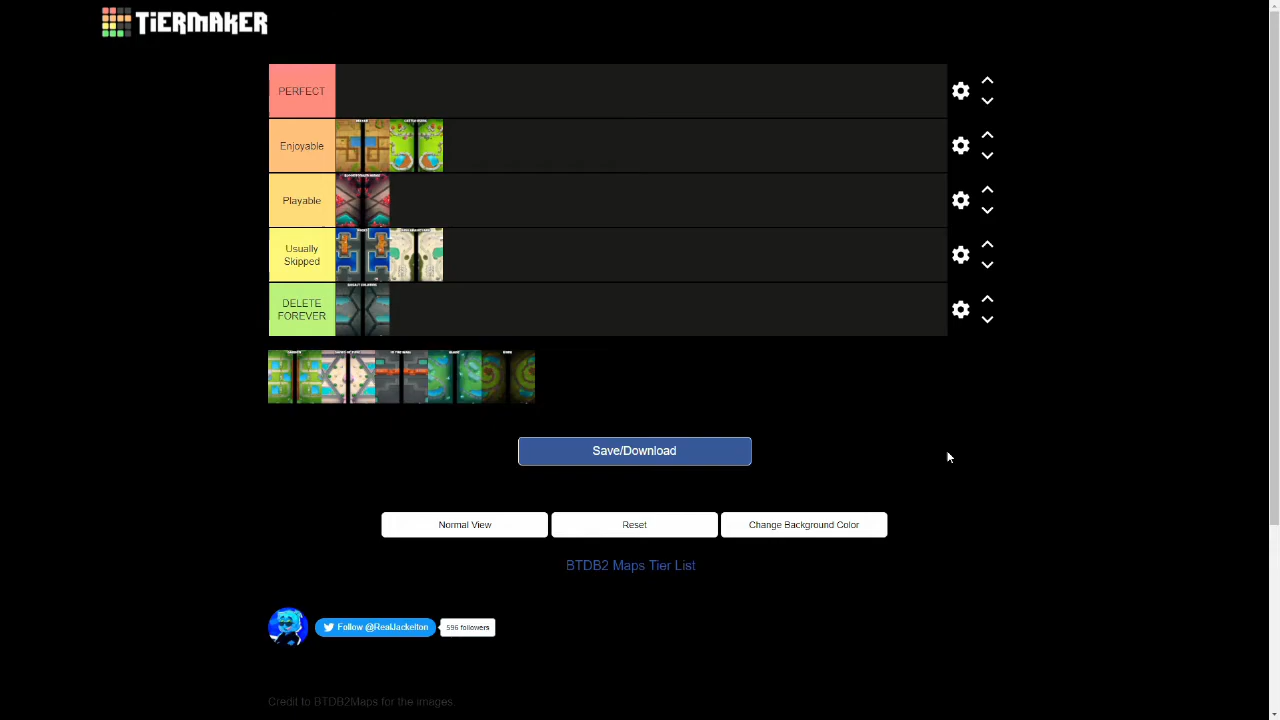 TiERMAKER
PERFECT
Enjoyable
Playable
Usually
Skipped
DELETE
FOREVER
Save/Download
Normal View
Reset
Change Background Color
BTDB2 Maps Tier List
Follow @RealJackelton
596 followers
Credit to BTDB2Maps for the images